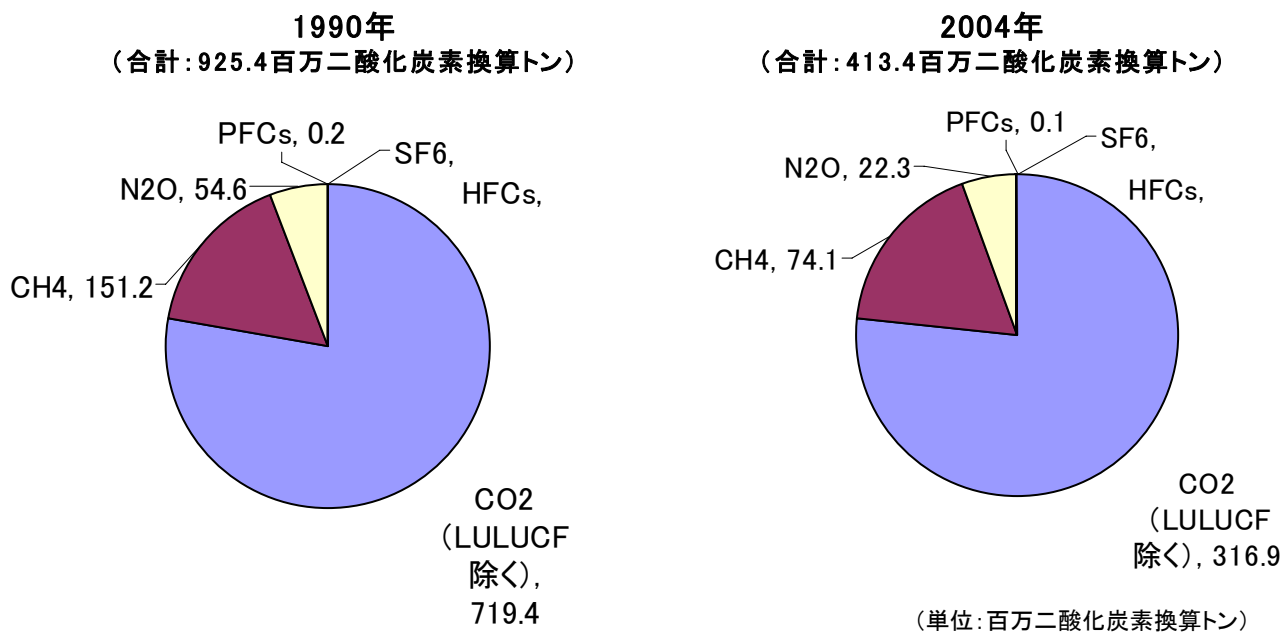 1990年
（合計：925.4百万二酸化炭素換算トン）
PFCs, 0.2
SF6,
N2O, 54.6
HFCs,
CH4, 151.2
CO2
（LULUCF
除く）,
719.4
2004年
（合計：413.4百万二酸化炭素換算トン）
PFCs, 0.1
SF6,
N2O, 22.3
HFCs,
CH4, 74.1
CO2
（LULUCF
除く）, 316.9
（単位：百万二酸化炭素換算トン）